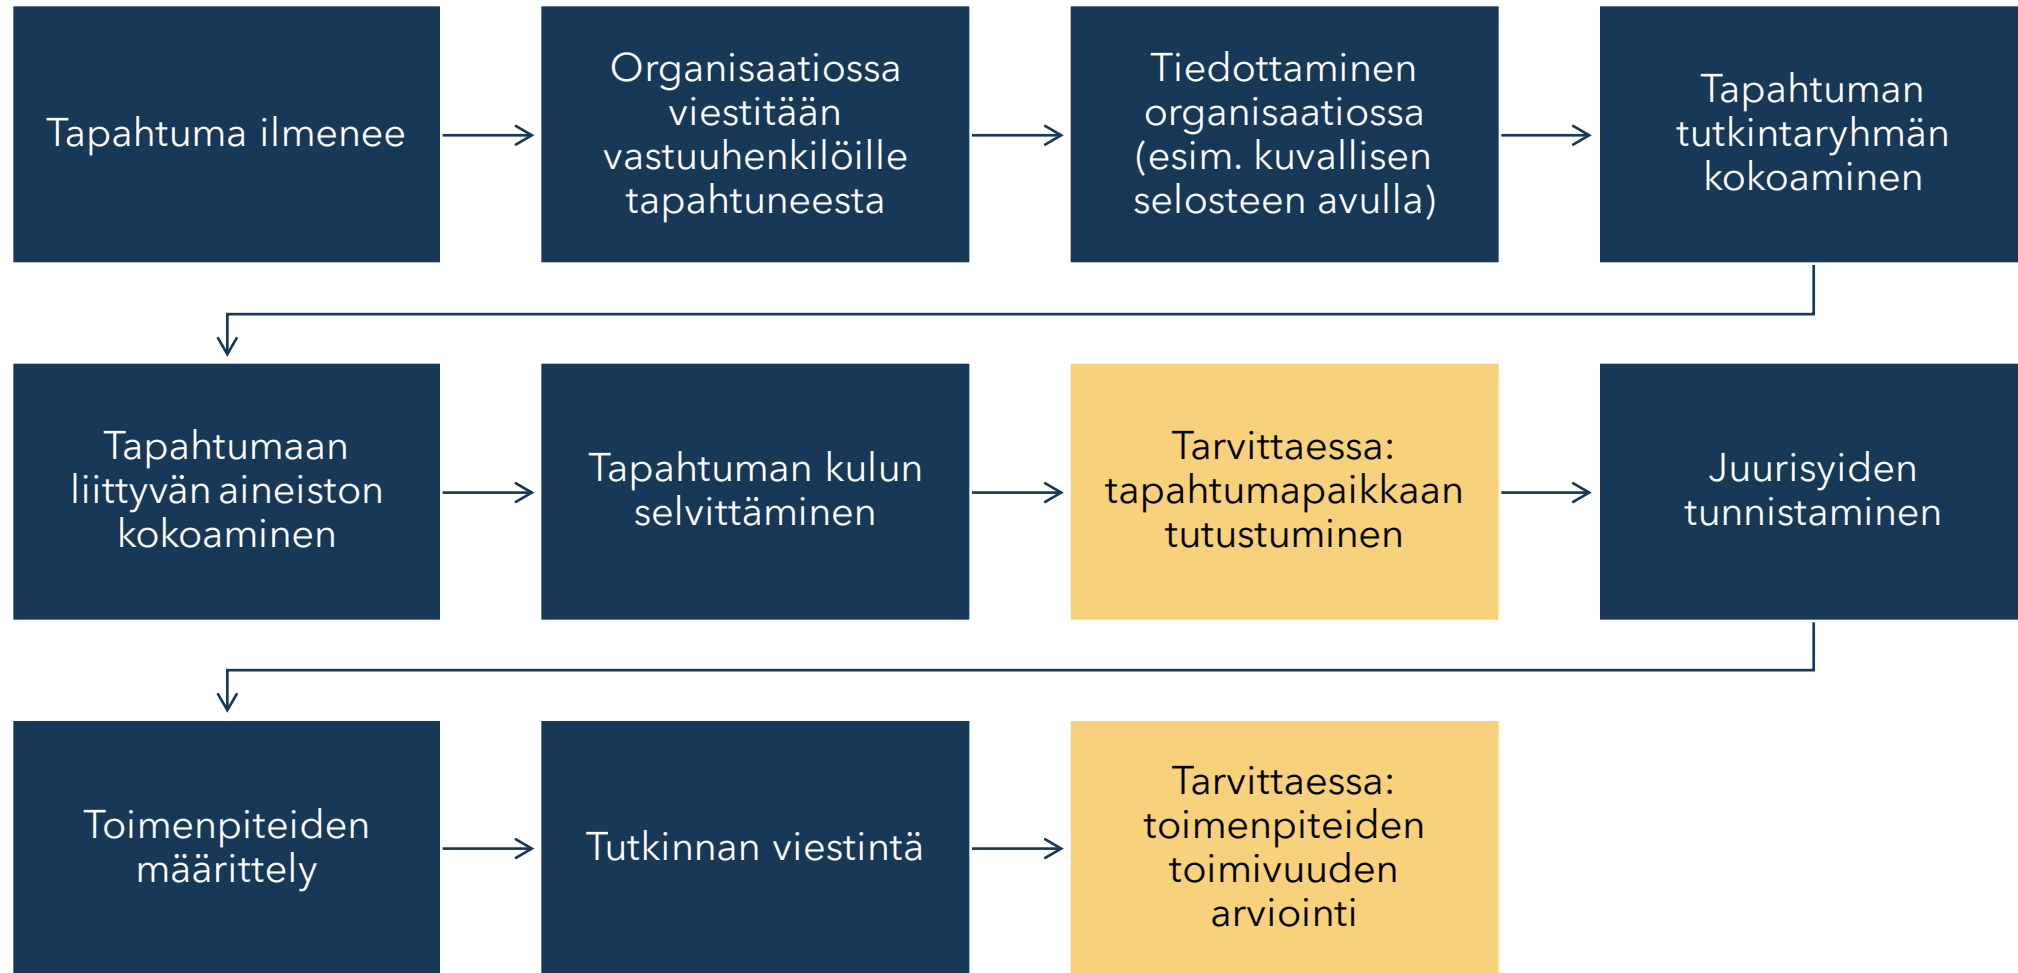 Tapahtuma ilmenee
Organisaatiossa
viestitään
vastuuhenkilöille
tapahtuneesta
Tiedottaminen
organisaatiossa
(esim. kuvallisen
selosteen avulla)
Tapahtuman
tutkintaryhmän
kokoaminen
Tapahtumaan
liittyvän aineiston
kokoaminen
Tapahtuman kulun
selvittäminen
Tarvittaessa:
tapahtumapaikkaan
tutustuminen
Juurisyiden
tunnistaminen
Toimenpiteiden
määrittely
Tutkinnan viestintä
Tarvittaessa:
toimenpiteiden
toimivuuden
arviointi